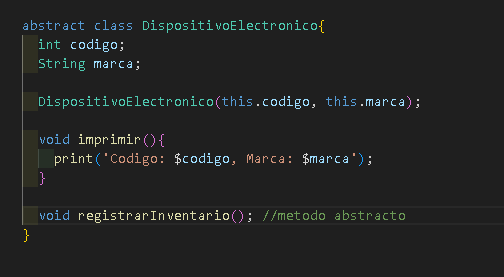 abstract class DispositivoElectronico{
int codigo;
String marca;
DispositivoElectronico(this.codigo, this.marca);
void imprimir(){
print('Codigo: $codigo, Marca: $marca');
}
void registrarInventario(); //metodo abstracto
}